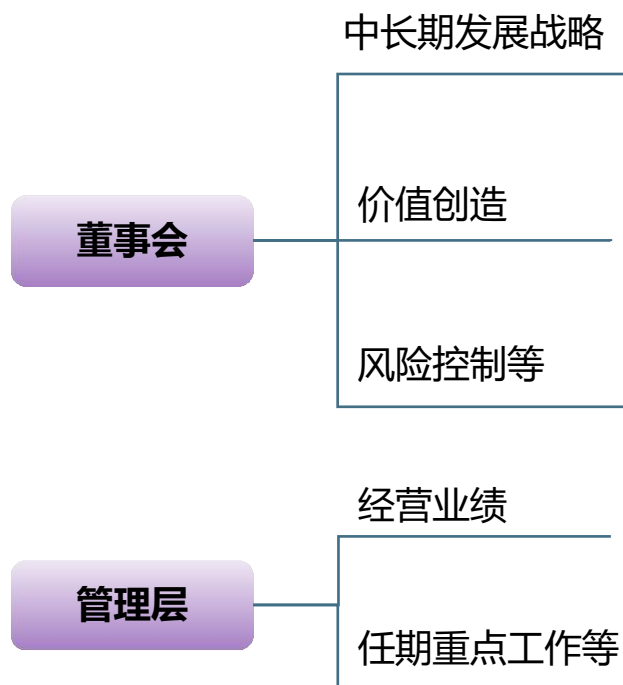 中长期发展战略
价值创造
董事会
风险控制等
经营业绩
管理层
任期重点工作等